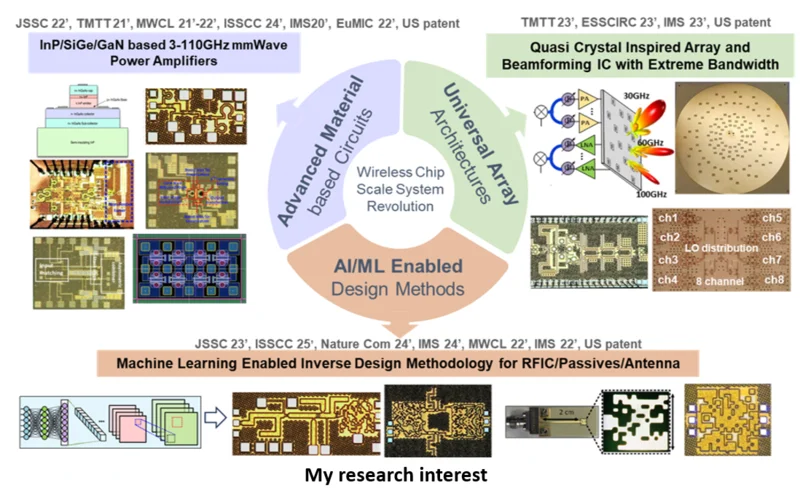 JSSC 22', TMTT 21', MWCL 21'-22', ISSCC 24', IMS20', EuMIC 22', US patent
InP/SiGe/GaN based 3-110GHz mmWave
Power Amplifiers
TMTT 23', ESSCIRC 23', IMS 23', US patent
Quasi Crystal Inspired Array and
Beamforming IC with Extreme Bandwidth
Advanced Material
based Circuits
Universal Array
Architectures
Wireless Chip
Scale System
Revolution
AI/ML Enabled
Design Methods
PA
PA
LNA
LNA
30GHz
60GHz
100GHz
ch1
ch5
ch2
ch6
LO distribution
ch3
ch7
ch4
8 channel
ch8
JSSC 23', ISSCC 25', Nature Com 24', IMS 24', MWCL 22', IMS 22', US patent
Machine Learning Enabled Inverse Design Methodology for RFIC/Passives/Antenna
2 cm
My research interest